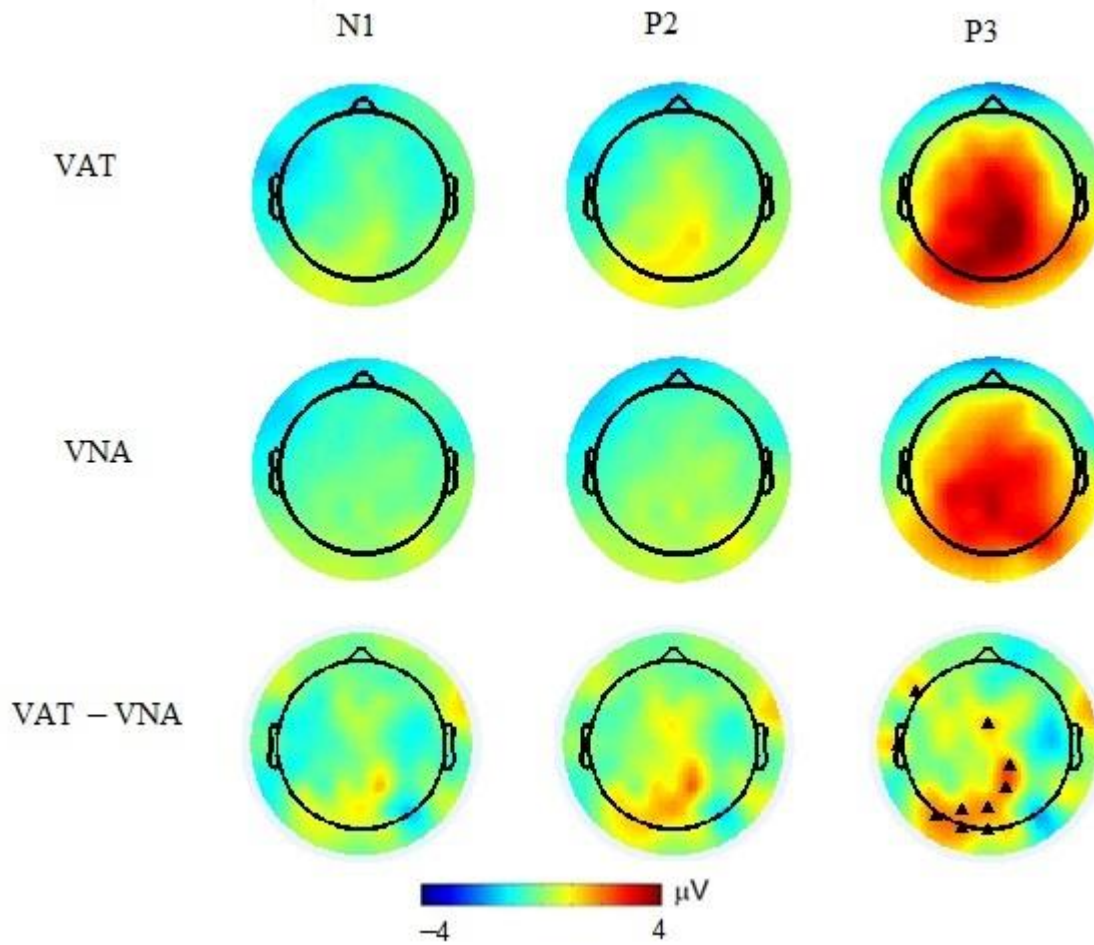 N1 P2 P3
VAT
VNA
VAT – VNA
µV
–4 4